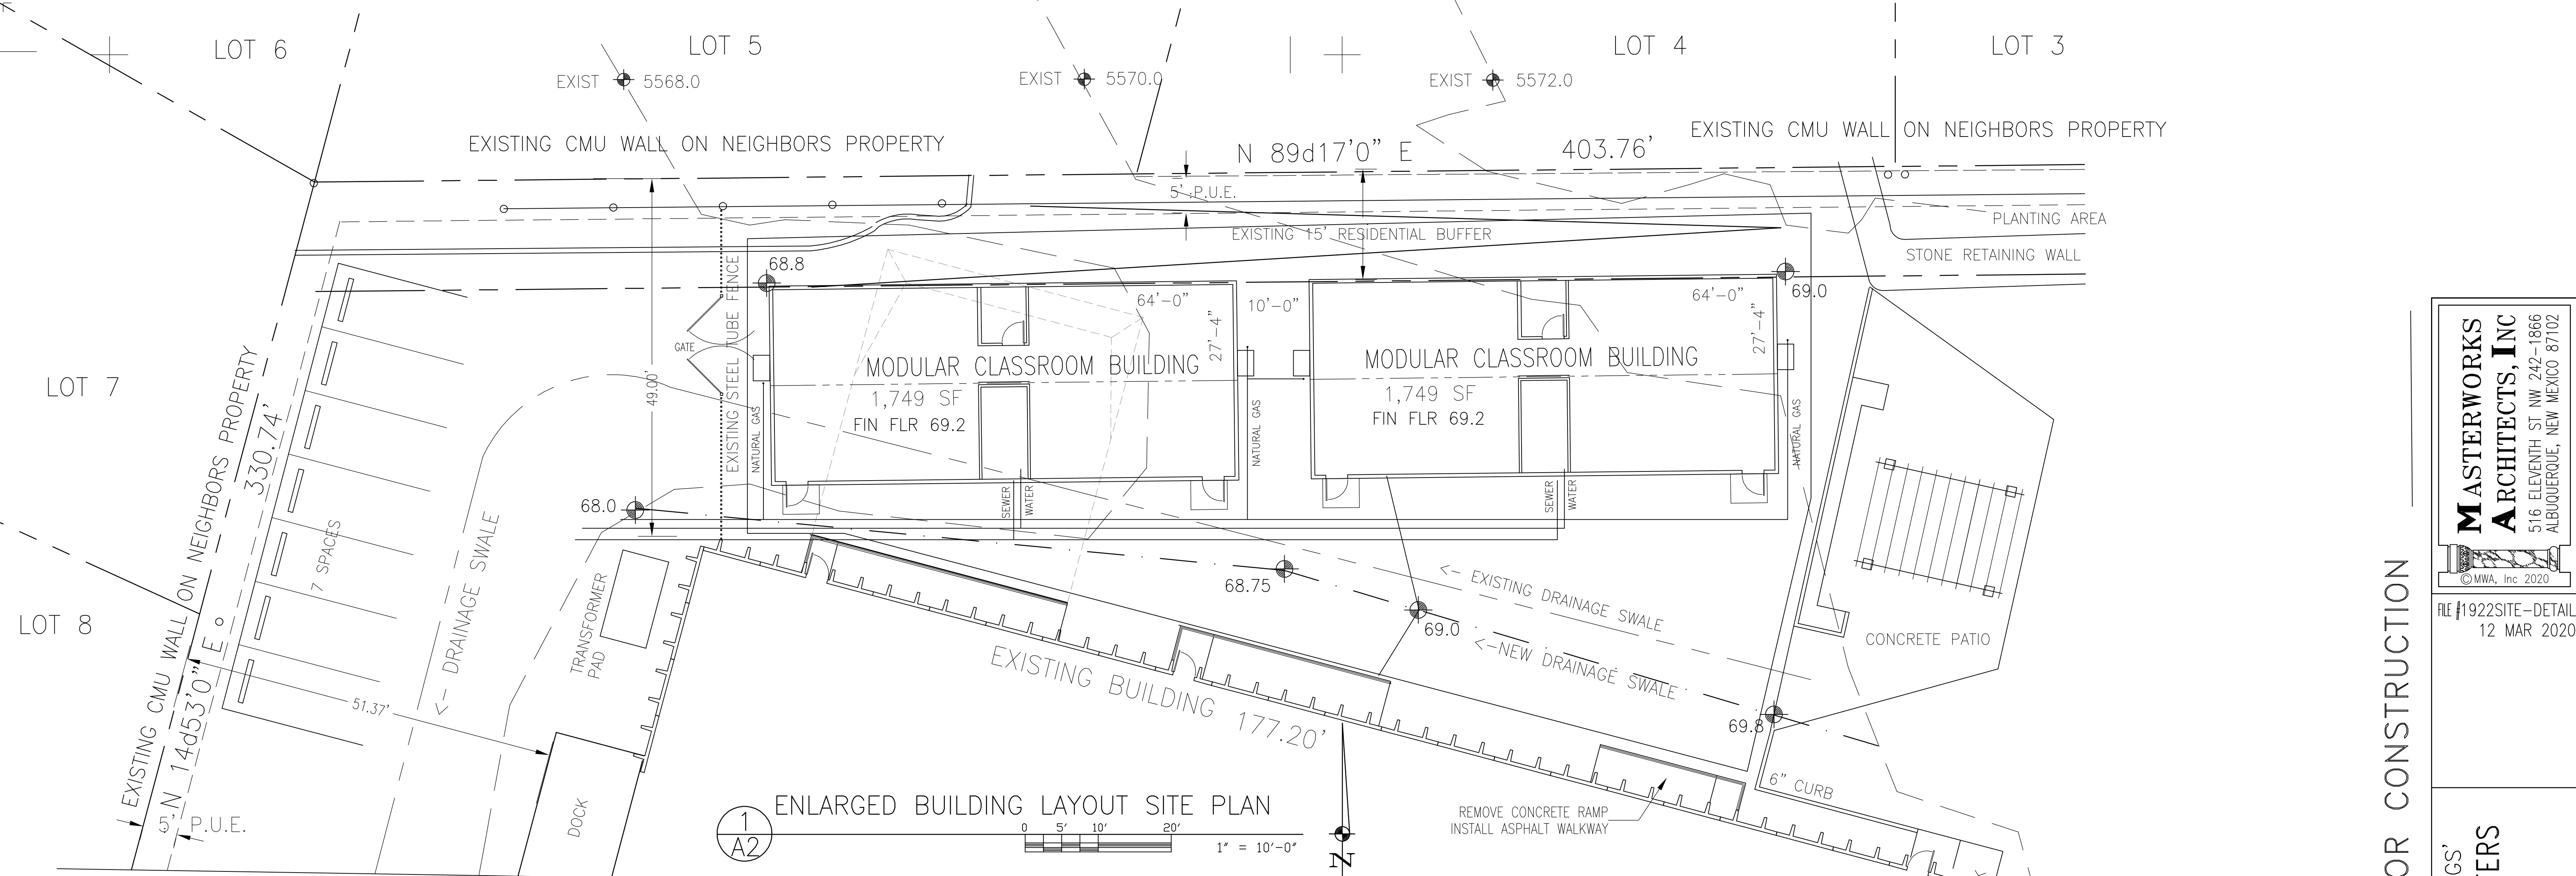 LOT 6
LOT 5
LOT 4
LOT 3
EXIST 5568.0
EXIST 5570.0
EXIST 5572.0
EXISTING CMU WALL ON NEIGHBORS PROPERTY
N 89d17'0" E
403.76'
EXISTING CMU WALL ON NEIGHBORS PROPERTY
5' P.U.E.
EXISTING 15' RESIDENTIAL BUFFER
PLANTING AREA
STONE RETAINING WALL
68.8
69.0
64'-0"
10'-0"
64'-0"
27'-4"
27'-4"
49.00'
GATE
EXISTING STEEL TUBE FENCE
MODULAR CLASSROOM BUILDING
1,749 SF
FIN FLR 69.2
MODULAR CLASSROOM BUILDING
1,749 SF
FIN FLR 69.2
NATURAL GAS
NATURAL GAS
NATURAL GAS
SEWER
WATER
SEWER
WATER
LOT 7
LOT 8
EXISTING CMU WALL ON NEIGHBORS PROPERTY
N 14d53'0" E
330.74'
7 SPACES
<- DRAINAGE SWALE
68.0
TRANSFORMER
PAD
51.37'
5' P.U.E.
DOCK
68.75
69.0
<- EXISTING DRAINAGE SWALE
<-NEW DRAINAGE SWALE
69.8
CONCRETE PATIO
EXISTING BUILDING 177.20'
6" CURB
REMOVE CONCRETE RAMP
INSTALL ASPHALT WALKWAY
1
A2
ENLARGED BUILDING LAYOUT SITE PLAN
0 5' 10' 20'
1" = 10'-0"
N
OR CONSTRUCTION
MASTERWORKS
ARCHITECTS, INC
516 ELEVENTH ST NW 242-1866
ALBUQUERQUE, NEW MEXICO 87102
©MWA, Inc 2020
FILE #1922SITE-DETAIL
12 MAR 2020
GS'
TERS